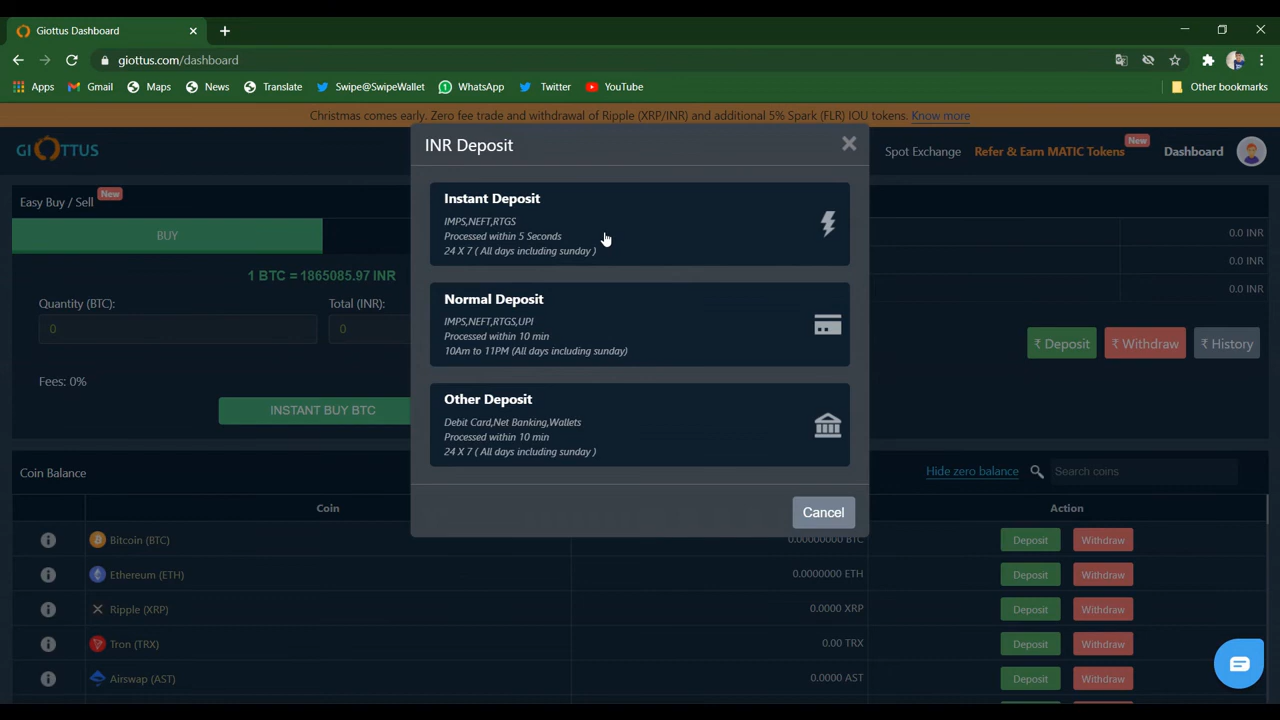 Giottus Dashboard
giottus.com/dashboard
Apps
Gmail
Maps
News
Translate
Swipe@SwipeWallet
WhatsApp
Twitter
YouTube
Other bookmarks
Christmas comes early. Zero fee trade and withdrawal of Ripple (XRP/INR) and additional 5% Spark (FLR) IOU tokens. Know more
GIOTTUS
Spot Exchange
Refer & Earn MATIC Tokens
New
Dashboard
Easy Buy / Sell
New
BUY
1 BTC = 1865085.97 INR
Quantity (BTC):
Total (INR):
0
0
Fees: 0%
INSTANT BUY BTC
INR Deposit
Instant Deposit
IMPS,NEFT,RTGS
Processed within 5 Seconds
24 X 7 ( All days including sunday )
Normal Deposit
IMPS,NEFT,RTGS,UPI
Processed within 10 min
10Am to 11PM (All days including sunday)
Other Deposit
Debit Card,Net Banking,Wallets
Processed within 10 min
24 X 7 ( All days including sunday )
Cancel
0.0 INR
0.0 INR
0.0 INR
₹ Deposit
₹ Withdraw
₹ History
Coin Balance
Hide zero balance
Search coins
Coin
Action
Bitcoin (BTC)
0.00000000 BTC
Deposit
Withdraw
Ethereum (ETH)
0.0000000 ETH
Deposit
Withdraw
Ripple (XRP)
0.0000 XRP
Deposit
Withdraw
Tron (TRX)
0.00 TRX
Deposit
Withdraw
Airswap (AST)
0.0000 AST
Deposit
Withdraw